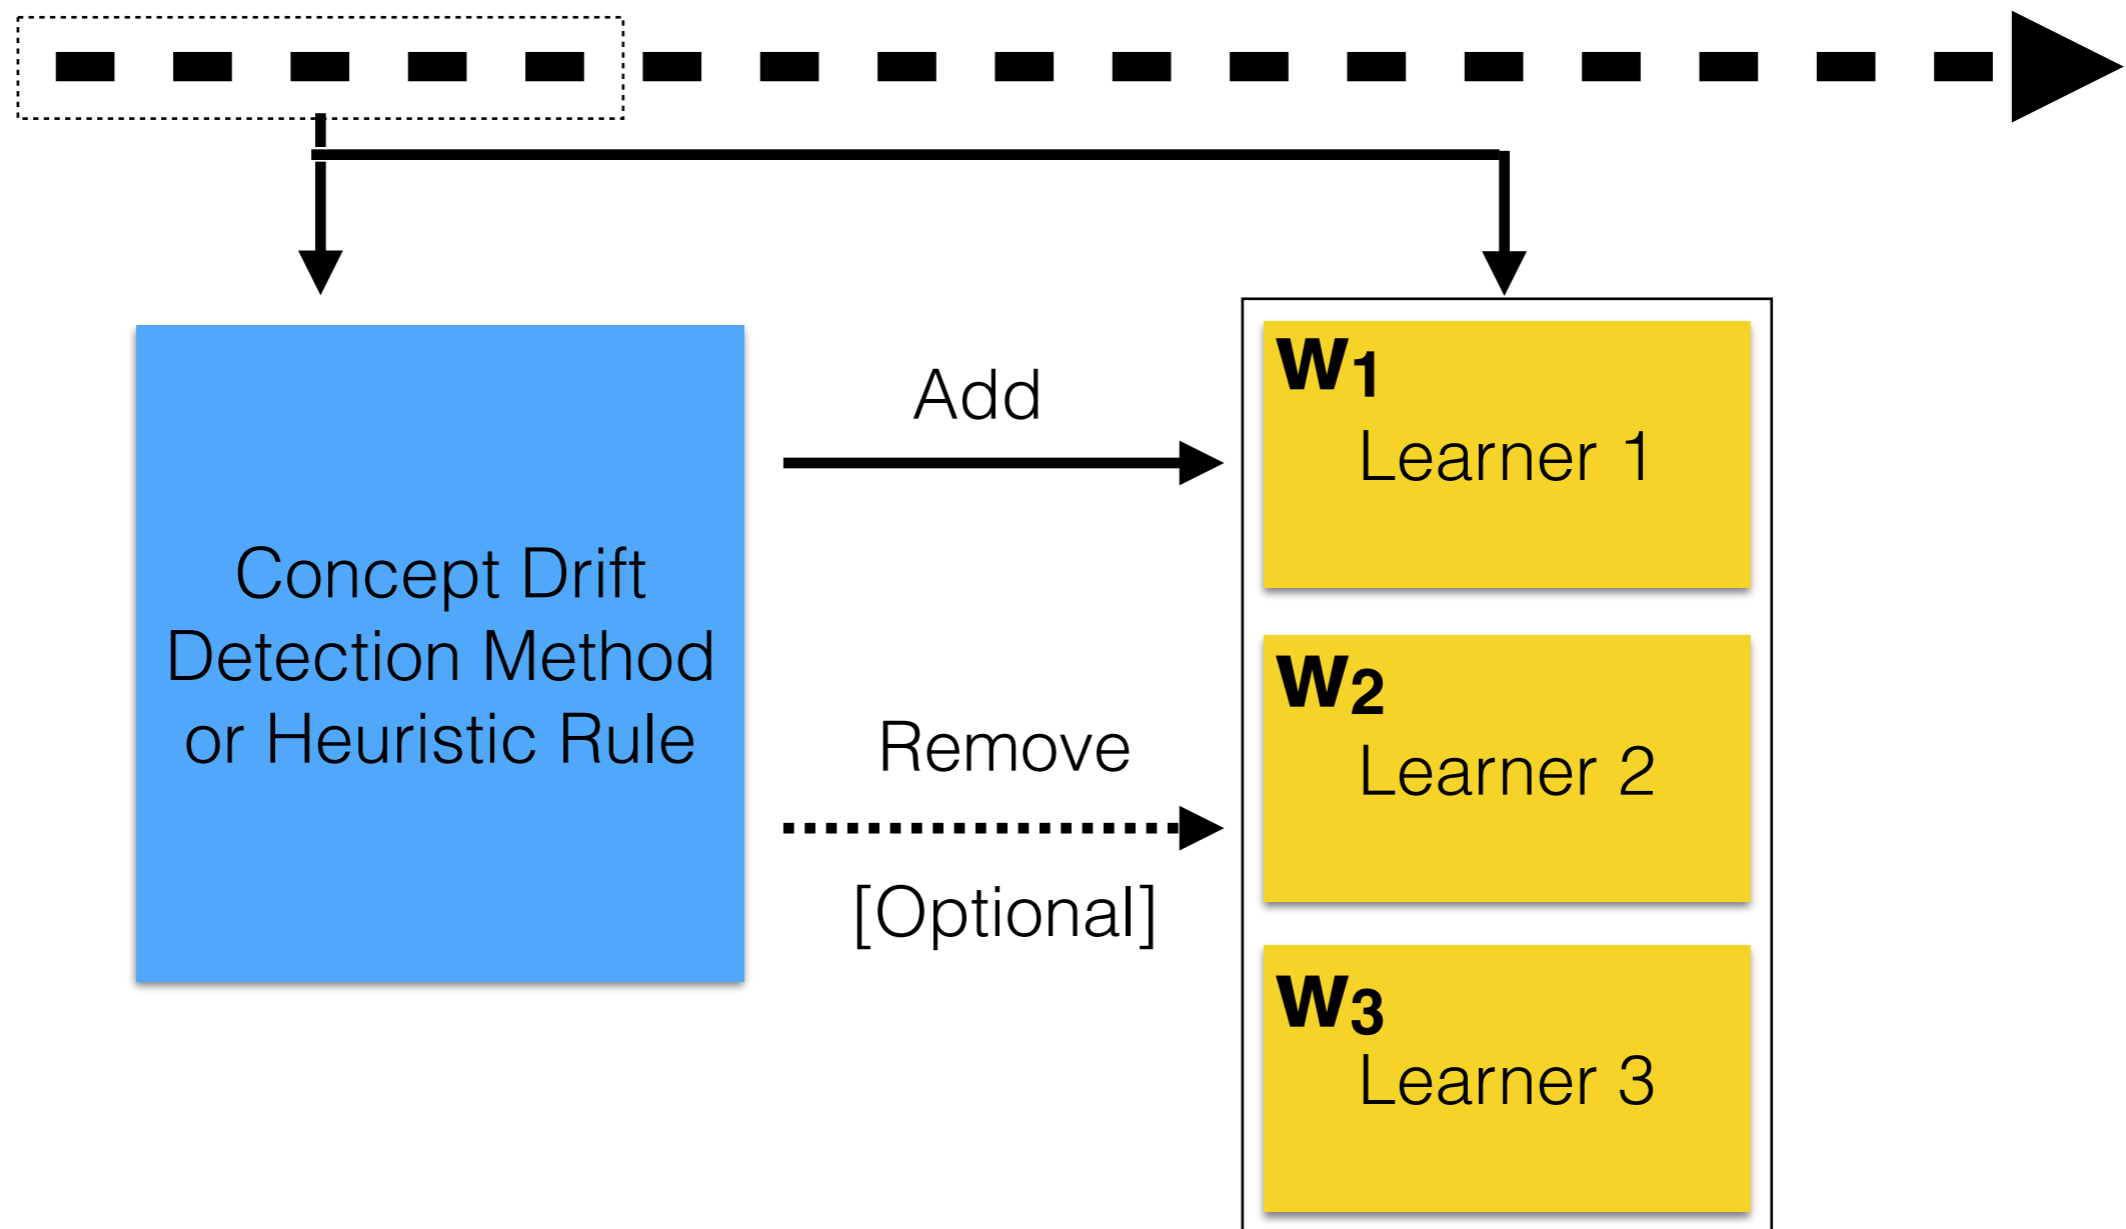 Add
Concept Drift
Detection Method
or Heuristic Rule
Remove
[Optional]
w1
Learner 1
w2
Learner 2
w3
Learner 3